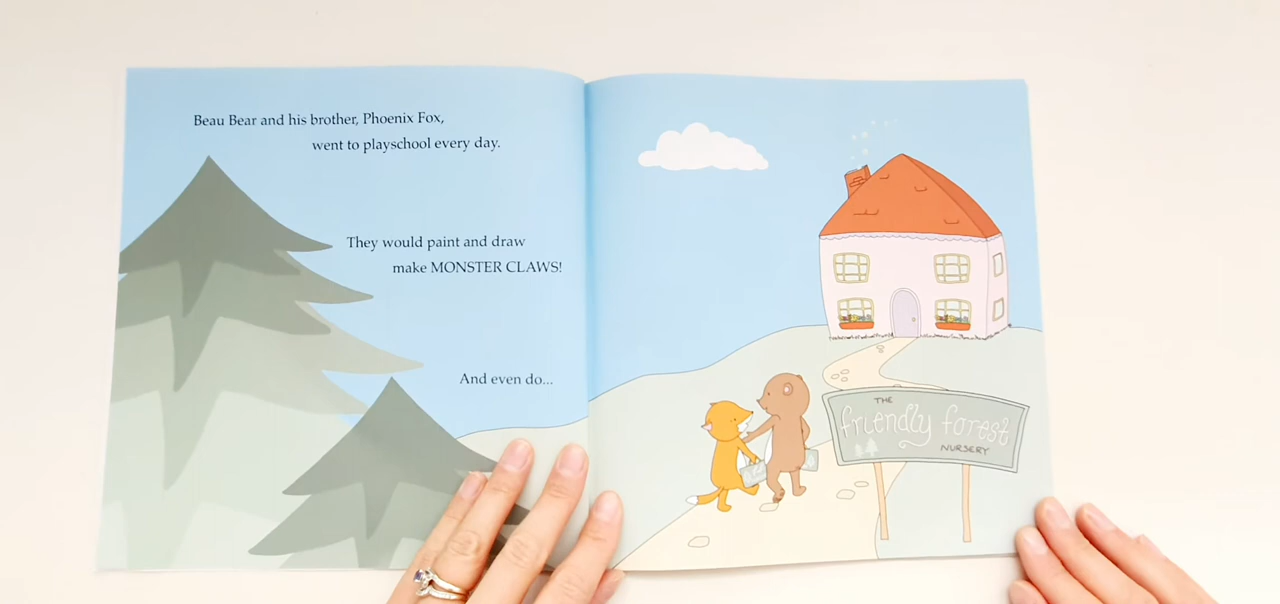 Beau Bear and his brother, Phoenix Fox,
went to playschool every day.
They would paint and draw
make MONSTER CLAWS!
And even do...
THE
friendly forest
NURSERY